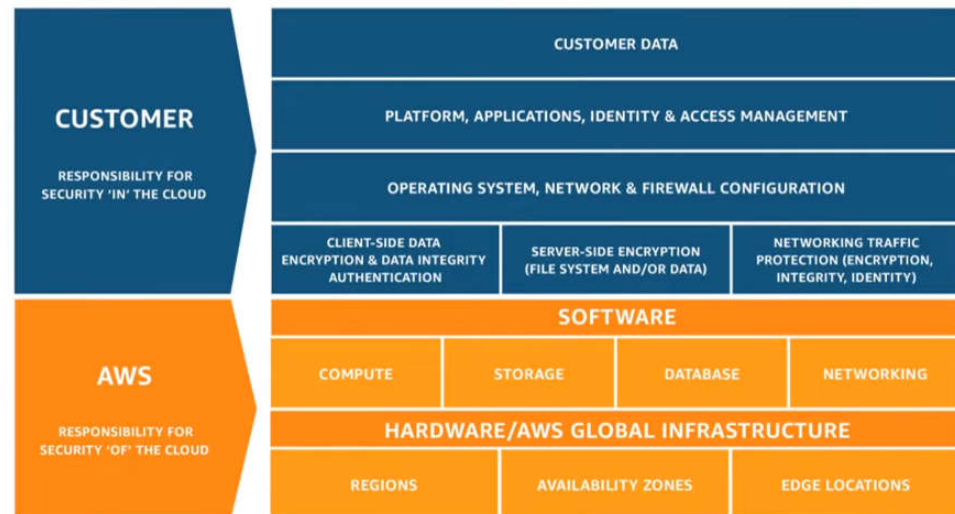 CUSTOMER
RESPONSIBILITY FOR
SECURITY ‘IN’ THE CLOUD
CUSTOMER DATA
PLATFORM, APPLICATIONS, IDENTITY & ACCESS MANAGEMENT
OPERATING SYSTEM, NETWORK & FIREWALL CONFIGURATION
CLIENT-SIDE DATA
ENCRYPTION & DATA INTEGRITY
AUTHENTICATION
SERVER-SIDE ENCRYPTION
(FILE SYSTEM AND/OR DATA)
NETWORKING TRAFFIC
PROTECTION (ENCRYPTION,
INTEGRITY, IDENTITY)
AWS
RESPONSIBILITY FOR
SECURITY ‘OF’ THE CLOUD
SOFTWARE
COMPUTE
STORAGE
DATABASE
NETWORKING
HARDWARE/AWS GLOBAL INFRASTRUCTURE
REGIONS
AVAILABILITY ZONES
EDGE LOCATIONS